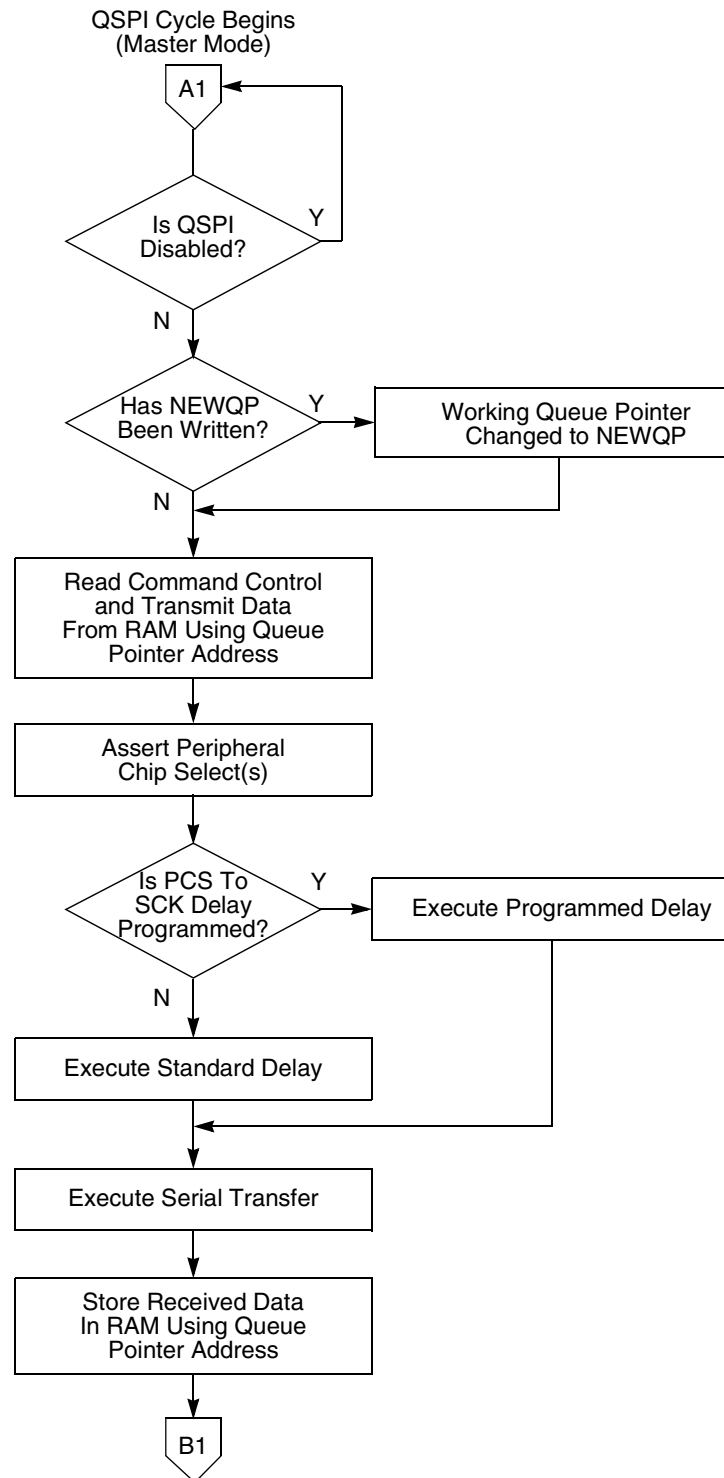 QSPI Cycle Begins
(Master Mode)
A1
Is QSPI
Disabled?
Y
N
Has NEWQP
Been Written?
Y
Working Queue Pointer
Changed to NEWQP
N
Read Command Control
and Transmit Data
From RAM Using Queue
Pointer Address
Assert Peripheral
Chip Select(s)
Is PCS To
SCK Delay
Programmed?
Y
Execute Programmed Delay
N
Execute Standard Delay
Execute Serial Transfer
Store Received Data
In RAM Using Queue
Pointer Address
B1